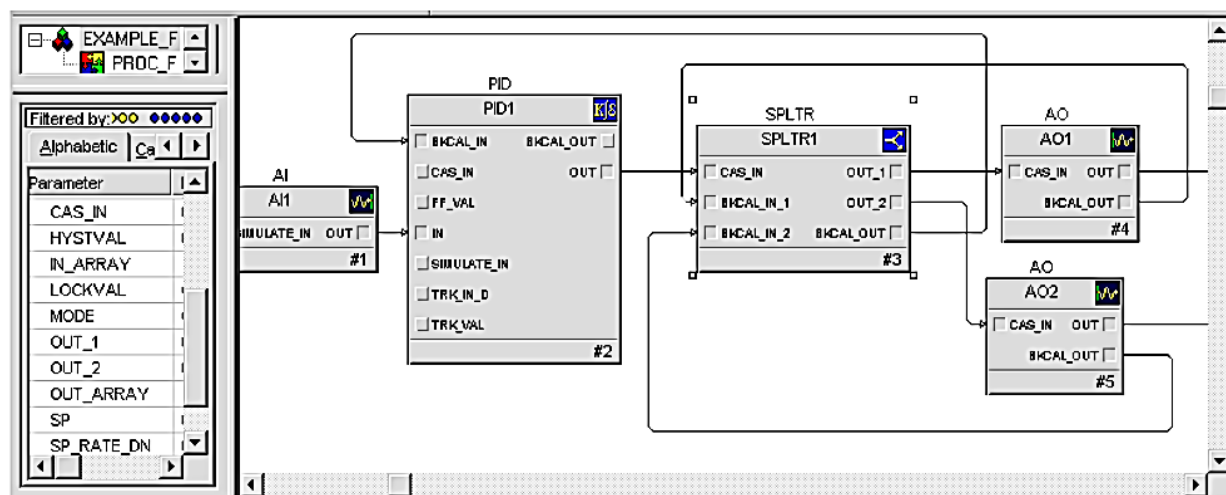 EXAMPLE_F
PROC_F
Filtered by:
Alphabetic
Ca
Parameter
CAS_IN
HYSTVAL
IN_ARRAY
LOCKVAL
MODE
OUT_1
OUT_2
OUT_ARRAY
SP
SP_RATE_DN
AI
AI1
SIMULATE_IN OUT
#1
PID
PID1
BKCAL_IN BKCAL_OUT
CAS_IN OUT
FF_VAL
IN
SIMULATE_IN
TRK_IN_D
TRK_VAL
#2
SPLTR
SPLTR1
CAS_IN OUT_1
BKCAL_IN_1 OUT_2
BKCAL_IN_2 BKCAL_OUT
#3
AO
AO1
CAS_IN OUT
BKCAL_OUT
#4
AO
AO2
CAS_IN OUT
BKCAL_OUT
#5